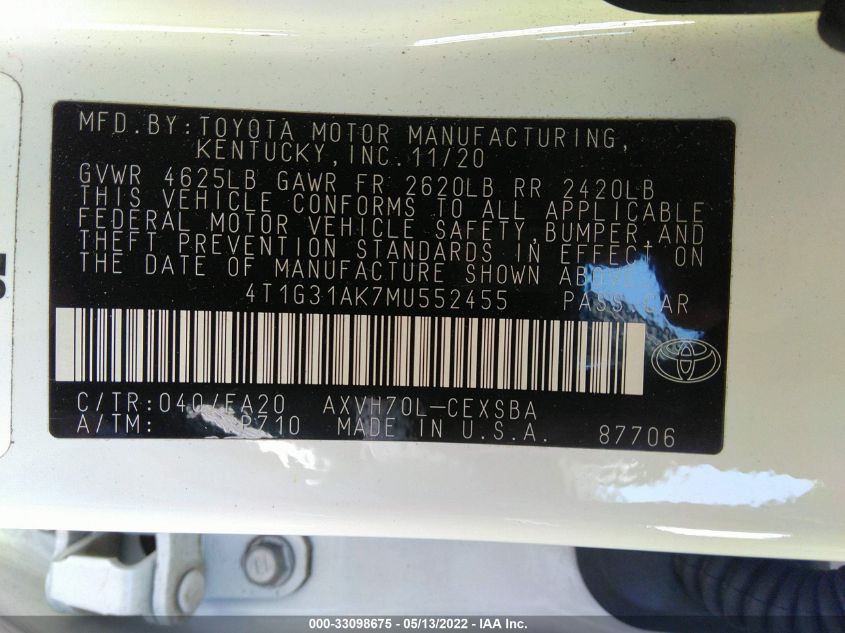 MFD.BY:TOYOTA MOTOR MANUFACTURING,
KENTUCKY,INC.11/20
GVWR 4625LB GAWR FR 2620LB RR 2420LB
THIS VEHICLE CONFORMS TO ALL APPLICABLE
FEDERAL MOTOR VEHICLE SAFETY,BUMPER,AND
THEFT PREVENTION STANDARDS IN EFFECT ON
THE DATE OF MANUFACTURE SHOWN
4T1G31AK7MU552455 PASS CAR
C/TR:040/FA20 AXVH70L-CEXSBA
A/TM: P710 MADE IN U.S.A. 87706
000-33098675 - 05/13/2022 - IAA Inc.